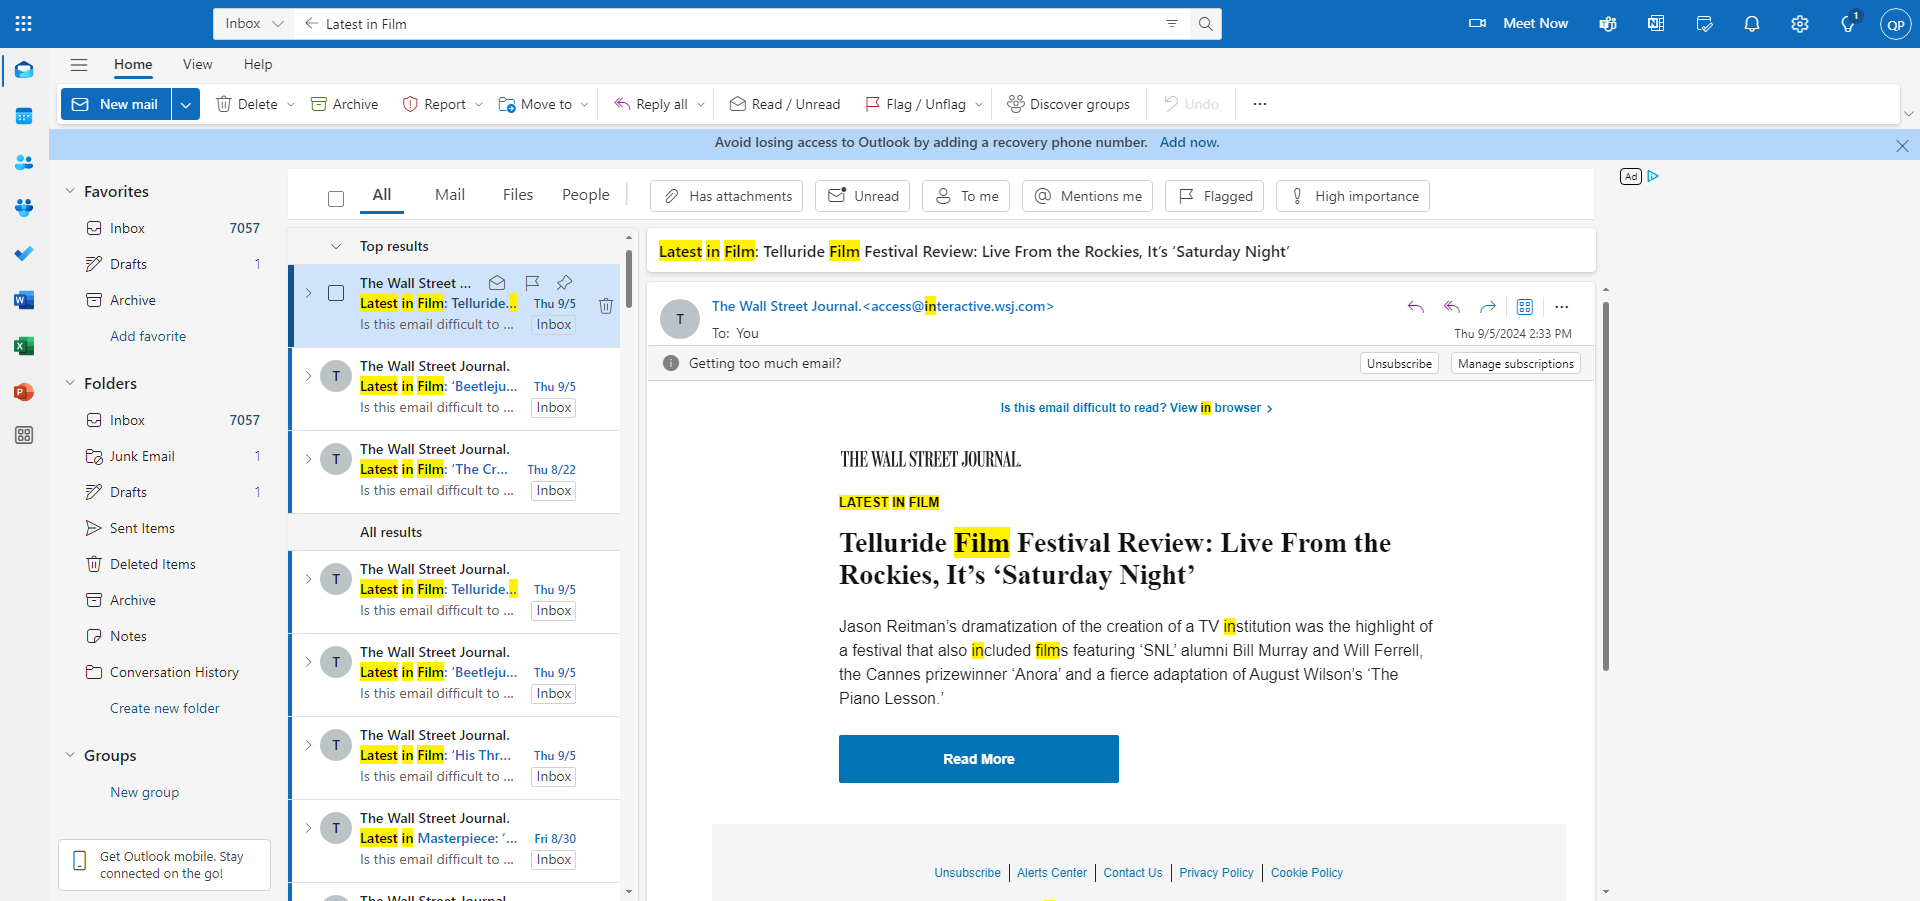 Inbox
Latest in Film
Meet Now
1
QP
Home View Help
New mail Delete Archive Report Move to Reply all Read / Unread Flag / Unflag Discover groups Undo ...
Avoid losing access to Outlook by adding a recovery phone number. Add now.
Favorites
Inbox 7057
Drafts 1
Archive
Add favorite
Folders
Inbox 7057
Junk Email 1
Drafts 1
Sent Items
Deleted Items
Archive
Notes
Conversation History
Create new folder
Groups
New group
Get Outlook mobile. Stay
connected on the go!
All Mail Files People Has attachments Unread To me Mentions me Flagged High importance
Top results
The Wall Street ...
Latest in Film: Telluride... Thu 9/5
Is this email difficult to ... Inbox
T
The Wall Street Journal.
Latest in Film: ‘Beetleju... Thu 9/5
Is this email difficult to ... Inbox
T
The Wall Street Journal.
Latest in Film: ‘The Cr... Thu 8/22
Is this email difficult to ... Inbox
All results
T
The Wall Street Journal.
Latest in Film: Telluride... Thu 9/5
Is this email difficult to ... Inbox
T
The Wall Street Journal.
Latest in Film: ‘Beetleju... Thu 9/5
Is this email difficult to ... Inbox
T
The Wall Street Journal.
Latest in Film: ‘His Thr... Thu 9/5
Is this email difficult to ... Inbox
T
The Wall Street Journal.
Latest in Masterpiece: ‘... Fri 8/30
Is this email difficult to ... Inbox
The Wall Street Journal.
Latest in Film: Telluride Film Festival Review: Live From the Rockies, It’s ‘Saturday Night’
T
The Wall Street Journal.<access@interactive.wsj.com>
To: You
Thu 9/5/2024 2:33 PM
Getting too much email? Unsubscribe Manage subscriptions
Is this email difficult to read? View in browser >
THE WALL STREET JOURNAL.
LATEST IN FILM
Telluride Film Festival Review: Live From the
Rockies, It’s ‘Saturday Night’
Jason Reitman’s dramatization of the creation of a TV institution was the highlight of
a festival that also included films featuring ‘SNL’ alumni Bill Murray and Will Ferrell,
the Cannes prizewinner ‘Anora’ and a fierce adaptation of August Wilson’s ‘The
Piano Lesson.’
Read More
Unsubscribe | Alerts Center | Contact Us | Privacy Policy | Cookie Policy
Ad